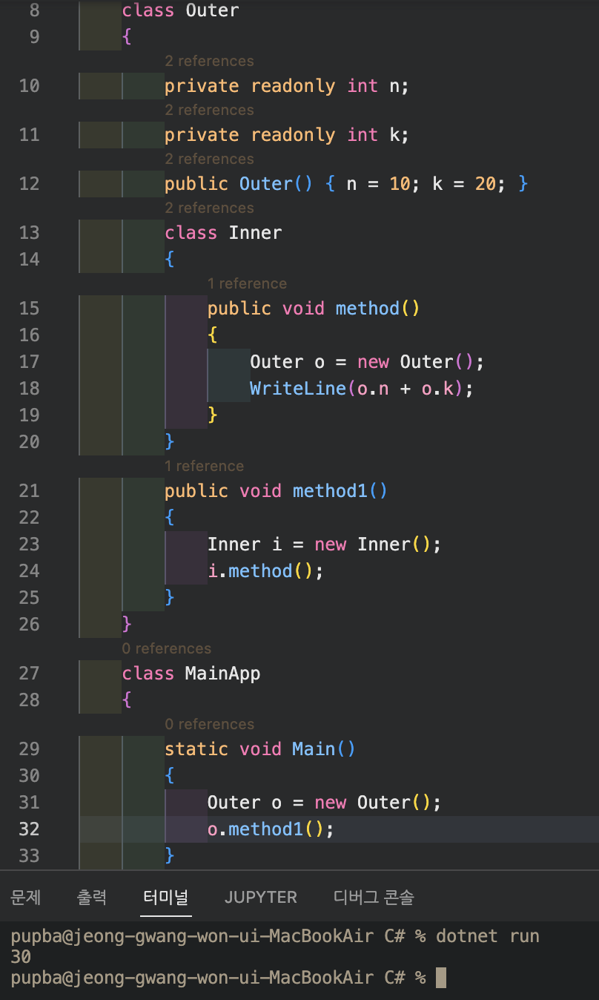 8 class Outer
9 {
2 references
10 private readonly int n;
2 references
11 private readonly int k;
2 references
12 public Outer() { n = 10; k = 20; }
2 references
13 class Inner
14 {
1 reference
15 public void method()
16 {
17 Outer o = new Outer();
18 WriteLine(o.n + o.k);
19 }
20 }
1 reference
21 public void method1()
22 {
23 Inner i = new Inner();
24 i.method();
25 }
26 }
0 references
27 class MainApp
28 {
0 references
29 static void Main()
30 {
31 Outer o = new Outer();
32 o.method1();
33 }
문제 출력 터미널 JUPYTER 디버그 콘솔
pupba@jeong-gwang-won-ui-MacBookAir C# % dotnet run
30
pupba@jeong-gwang-won-ui-MacBookAir C# %